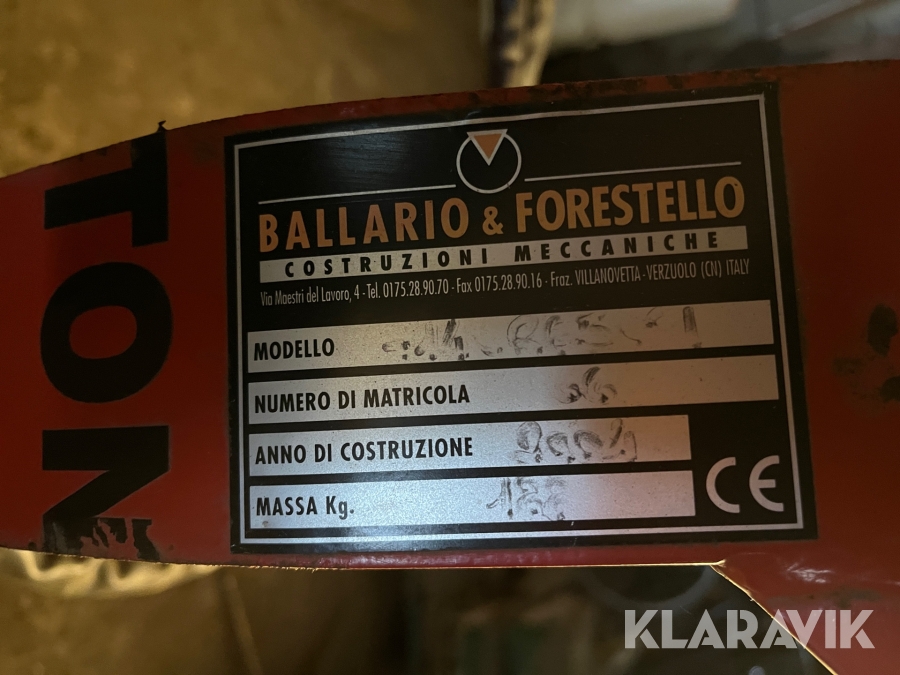 TON
BALLARIO & FORESTELLO
COSTRUZIONI MECCANICHE
Via Maestri del Lavoro, 4 - Tel. 0175.28.90.70 - Fax 0175.28.90.16 - Fraz. VILLANOVETTA - VERZUOLO (CN) ITALY
MODELLO
NUMERO DI MATRICOLA
ANNO DI COSTRUZIONE
MASSA Kg.
CE
KLARAVIK